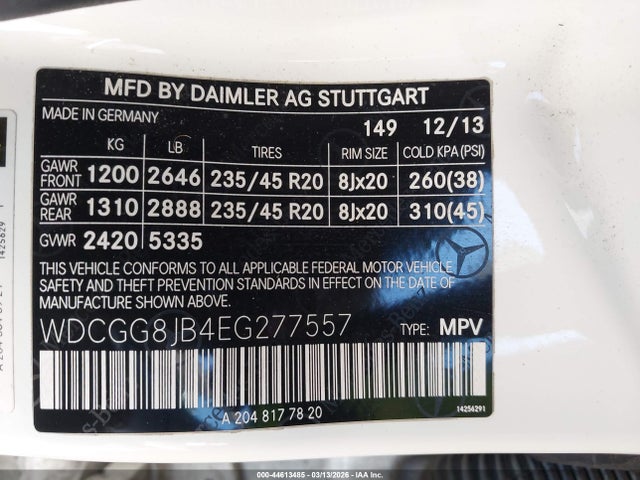 MFD BY DAIMLER AG STUTTGART
MADE IN GERMANY 149 12/13
KG LB TIRES RIM SIZE COLD KPA (PSI)
GAWR FRONT 1200 2646 235/45 R20 8Jx20 260(38)
GAWR REAR 1310 2888 235/45 R20 8Jx20 310(45)
GVWR 2420 5335
THIS VEHICLE CONFORMS TO ALL APPLICABLE FEDERAL MOTOR VEHICLE
SAFETY AND THEFT PREVENTION STANDARDS IN EFFECT ON THE DATE
OF MANUFACTURE SHOWN ABOVE.
WDCGG8JB4EG277557 TYPE: MPV
A 204 817 78 20
14256291
000-44613485 - 03/13/2026 - IAAI.COM